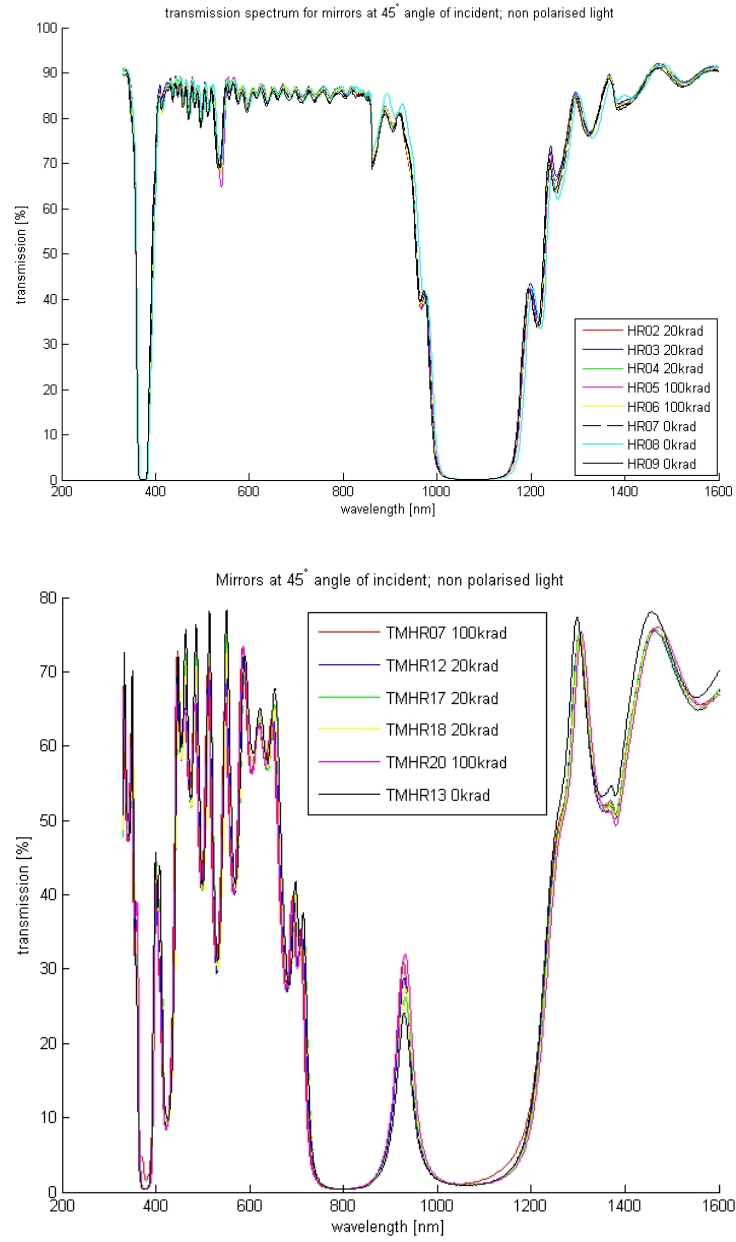 transmission spectrum for mirrors at 45° angle of incident; non polarised light
100
90
80
70
60
50
40
30
20
10
0
transmission [%]
HR02 20krad
HR03 20krad
HR04 20krad
HR05 100krad
HR06 100krad
HR07 0krad
HR08 0krad
HR09 0krad
200 400 600 800 1000 1200 1400 1600
wavelength [nm]
Mirrors at 45° angle of incident; non polarised light
80
70
60
50
40
30
20
10
0
transmission [%]
TMHR07 100krad
TMHR12 20krad
TMHR17 20krad
TMHR18 20krad
TMHR20 100krad
TMHR13 0krad
200 400 600 800 1000 1200 1400 1600
wavelength [nm]